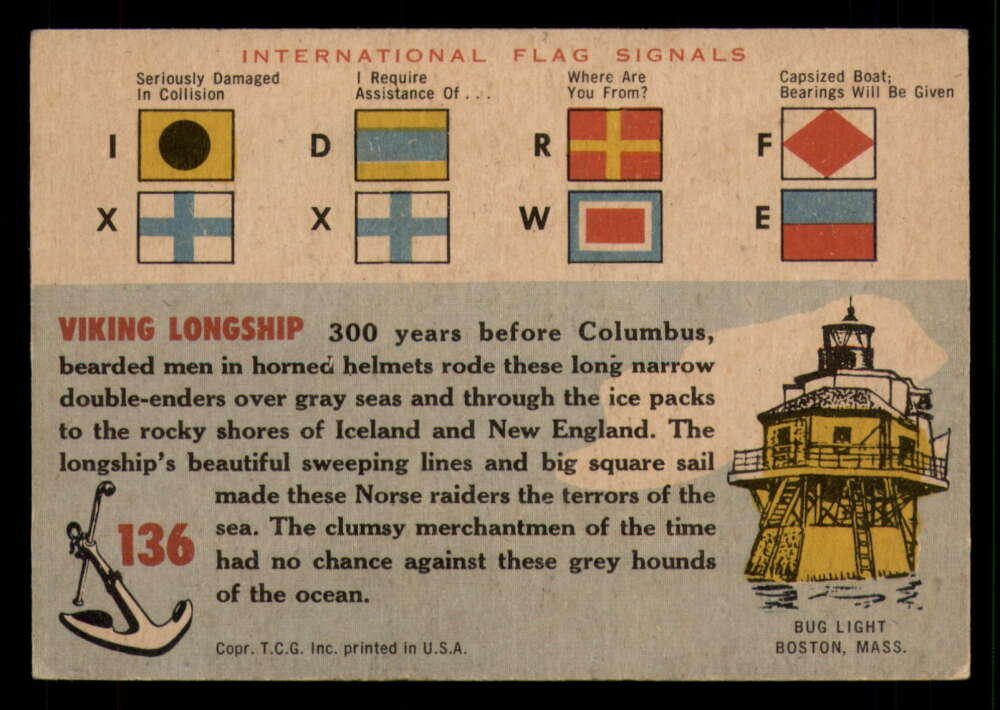 INTERNATIONAL FLAG SIGNALS
Seriously Damaged
In Collision
I
X
I Require
Assistance Of . . .
D
X
Where Are
You From?
R
W
Capsized Boat;
Bearings Will Be Given
F
E
VIKING LONGSHIP 300 years before Columbus,
bearded men in horned helmets rode these long narrow
double-enders over gray seas and through the ice packs
to the rocky shores of Iceland and New England. The
longship's beautiful sweeping lines and big square sail
made these Norse raiders the terrors of the
sea. The clumsy merchantmen of the time
had no chance against these grey hounds
of the ocean.
136
Copr. T.C.G. Inc. printed in U.S.A.
BUG LIGHT
BOSTON, MASS.